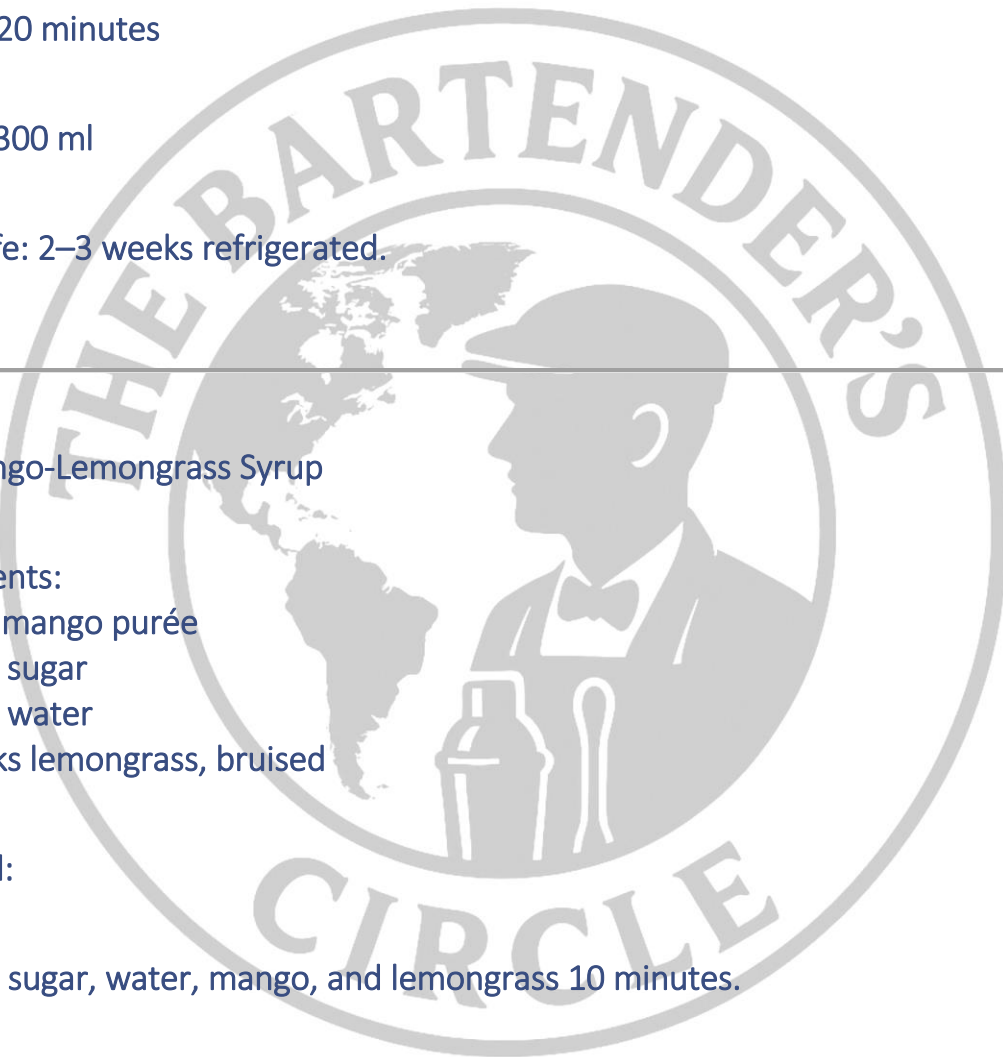 20 minutes
300 ml
fe: 2–3 weeks refrigerated.
ngo-Lemongrass Syrup
ents:
mango purée
sugar
water
ks lemongrass, bruised
d:
sugar, water, mango, and lemongrass 10 minutes.
THE BARTENDER'S
CIRCLE